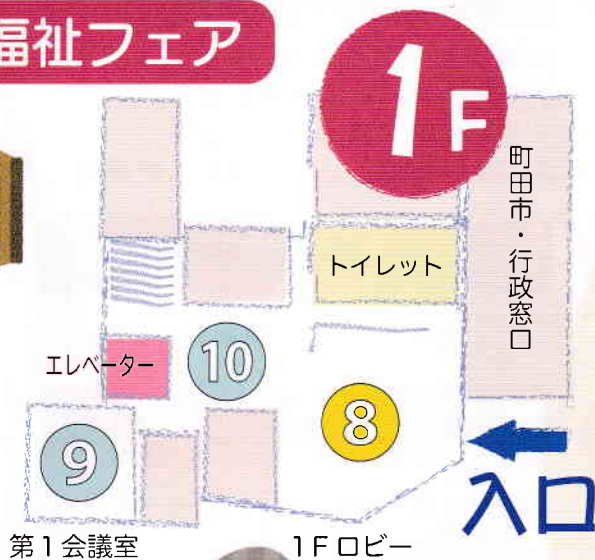 福祉フェア
1F
町田市・行政窓口
トイレット
エレベーター
10
8
9
入口
第1会議室
1Fロビー